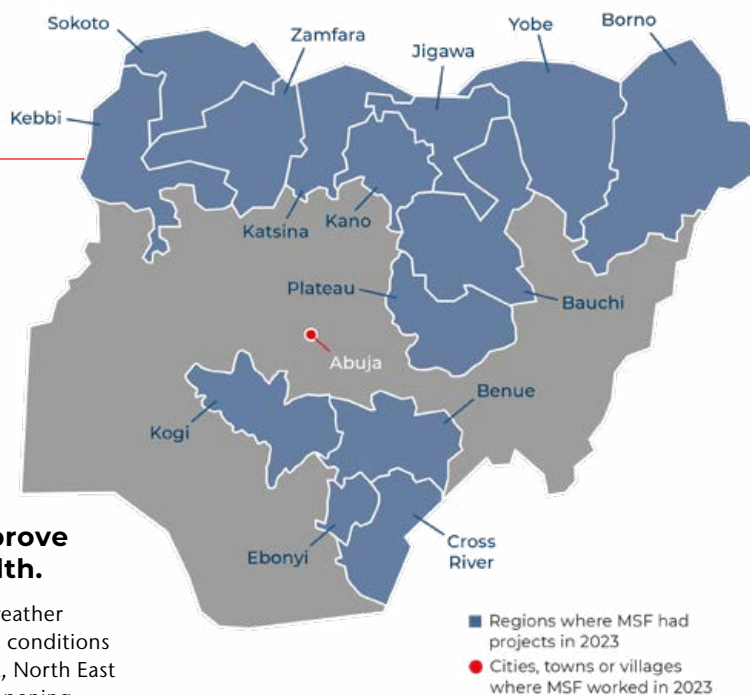 Sokoto
Zamfara
Jigawa
Yobe
Borno
Kebbi
Katsina
Kano
Plateau
Bauchi
Abuja
Benue
Kogi
Ebonyi
Cross
River
prove
lth.
eather
conditions
, North East
Regions where MSF had
projects in 2023
Cities, towns or villages
where MSF worked in 2023